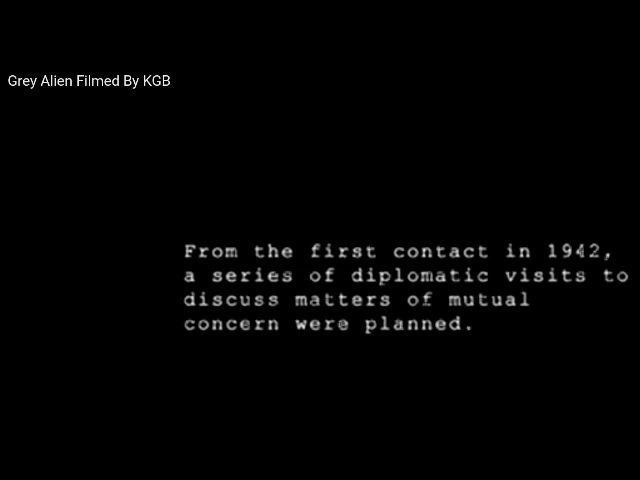 Grey Alien Filmed By KGB
From the first contact in 1942,
a series of diplomatic visits to
discuss matters of mutual
concern were planned.